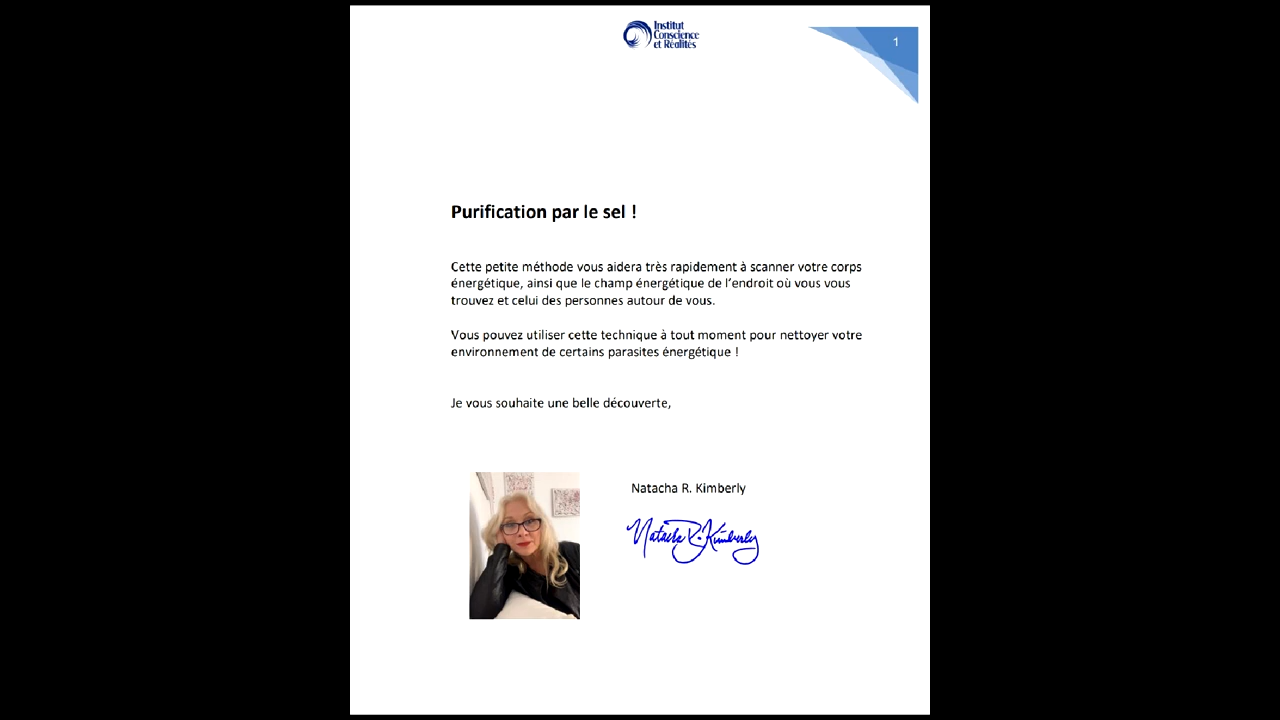 Institut
Conscience
et Réalités
1
Purification par le sel !
Cette petite méthode vous aidera très rapidement à scanner votre corps
énergétique, ainsi que le champ énergétique de l'endroit où vous vous
trouvez et celui des personnes autour de vous.
Vous pouvez utiliser cette technique à tout moment pour nettoyer votre
environnement de certains parasites énergétique !
Je vous souhaite une belle découverte,
Natacha R. Kimberly
Natacha R. Kimberly